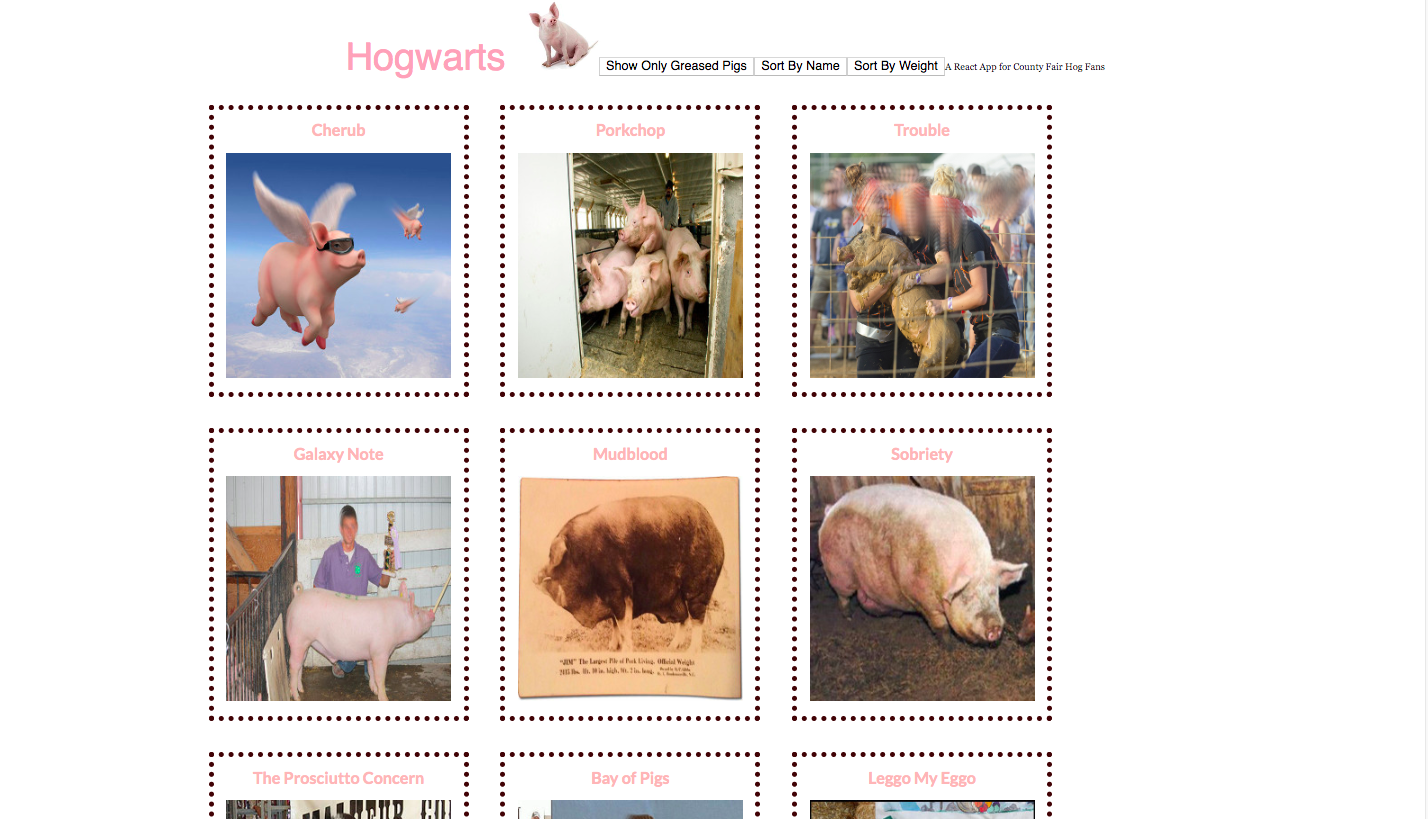 Hogwarts
Show Only Greased Pigs Sort By Name Sort By Weight A React App for County Fair Hog Fans
Cherub Porkchop Trouble
Galaxy Note Mudblood Sobriety
"JIM" The Largest Pile of Pork Living. Official Weight
The Prosciutto Concern Bay of Pigs Leggo My Eggo